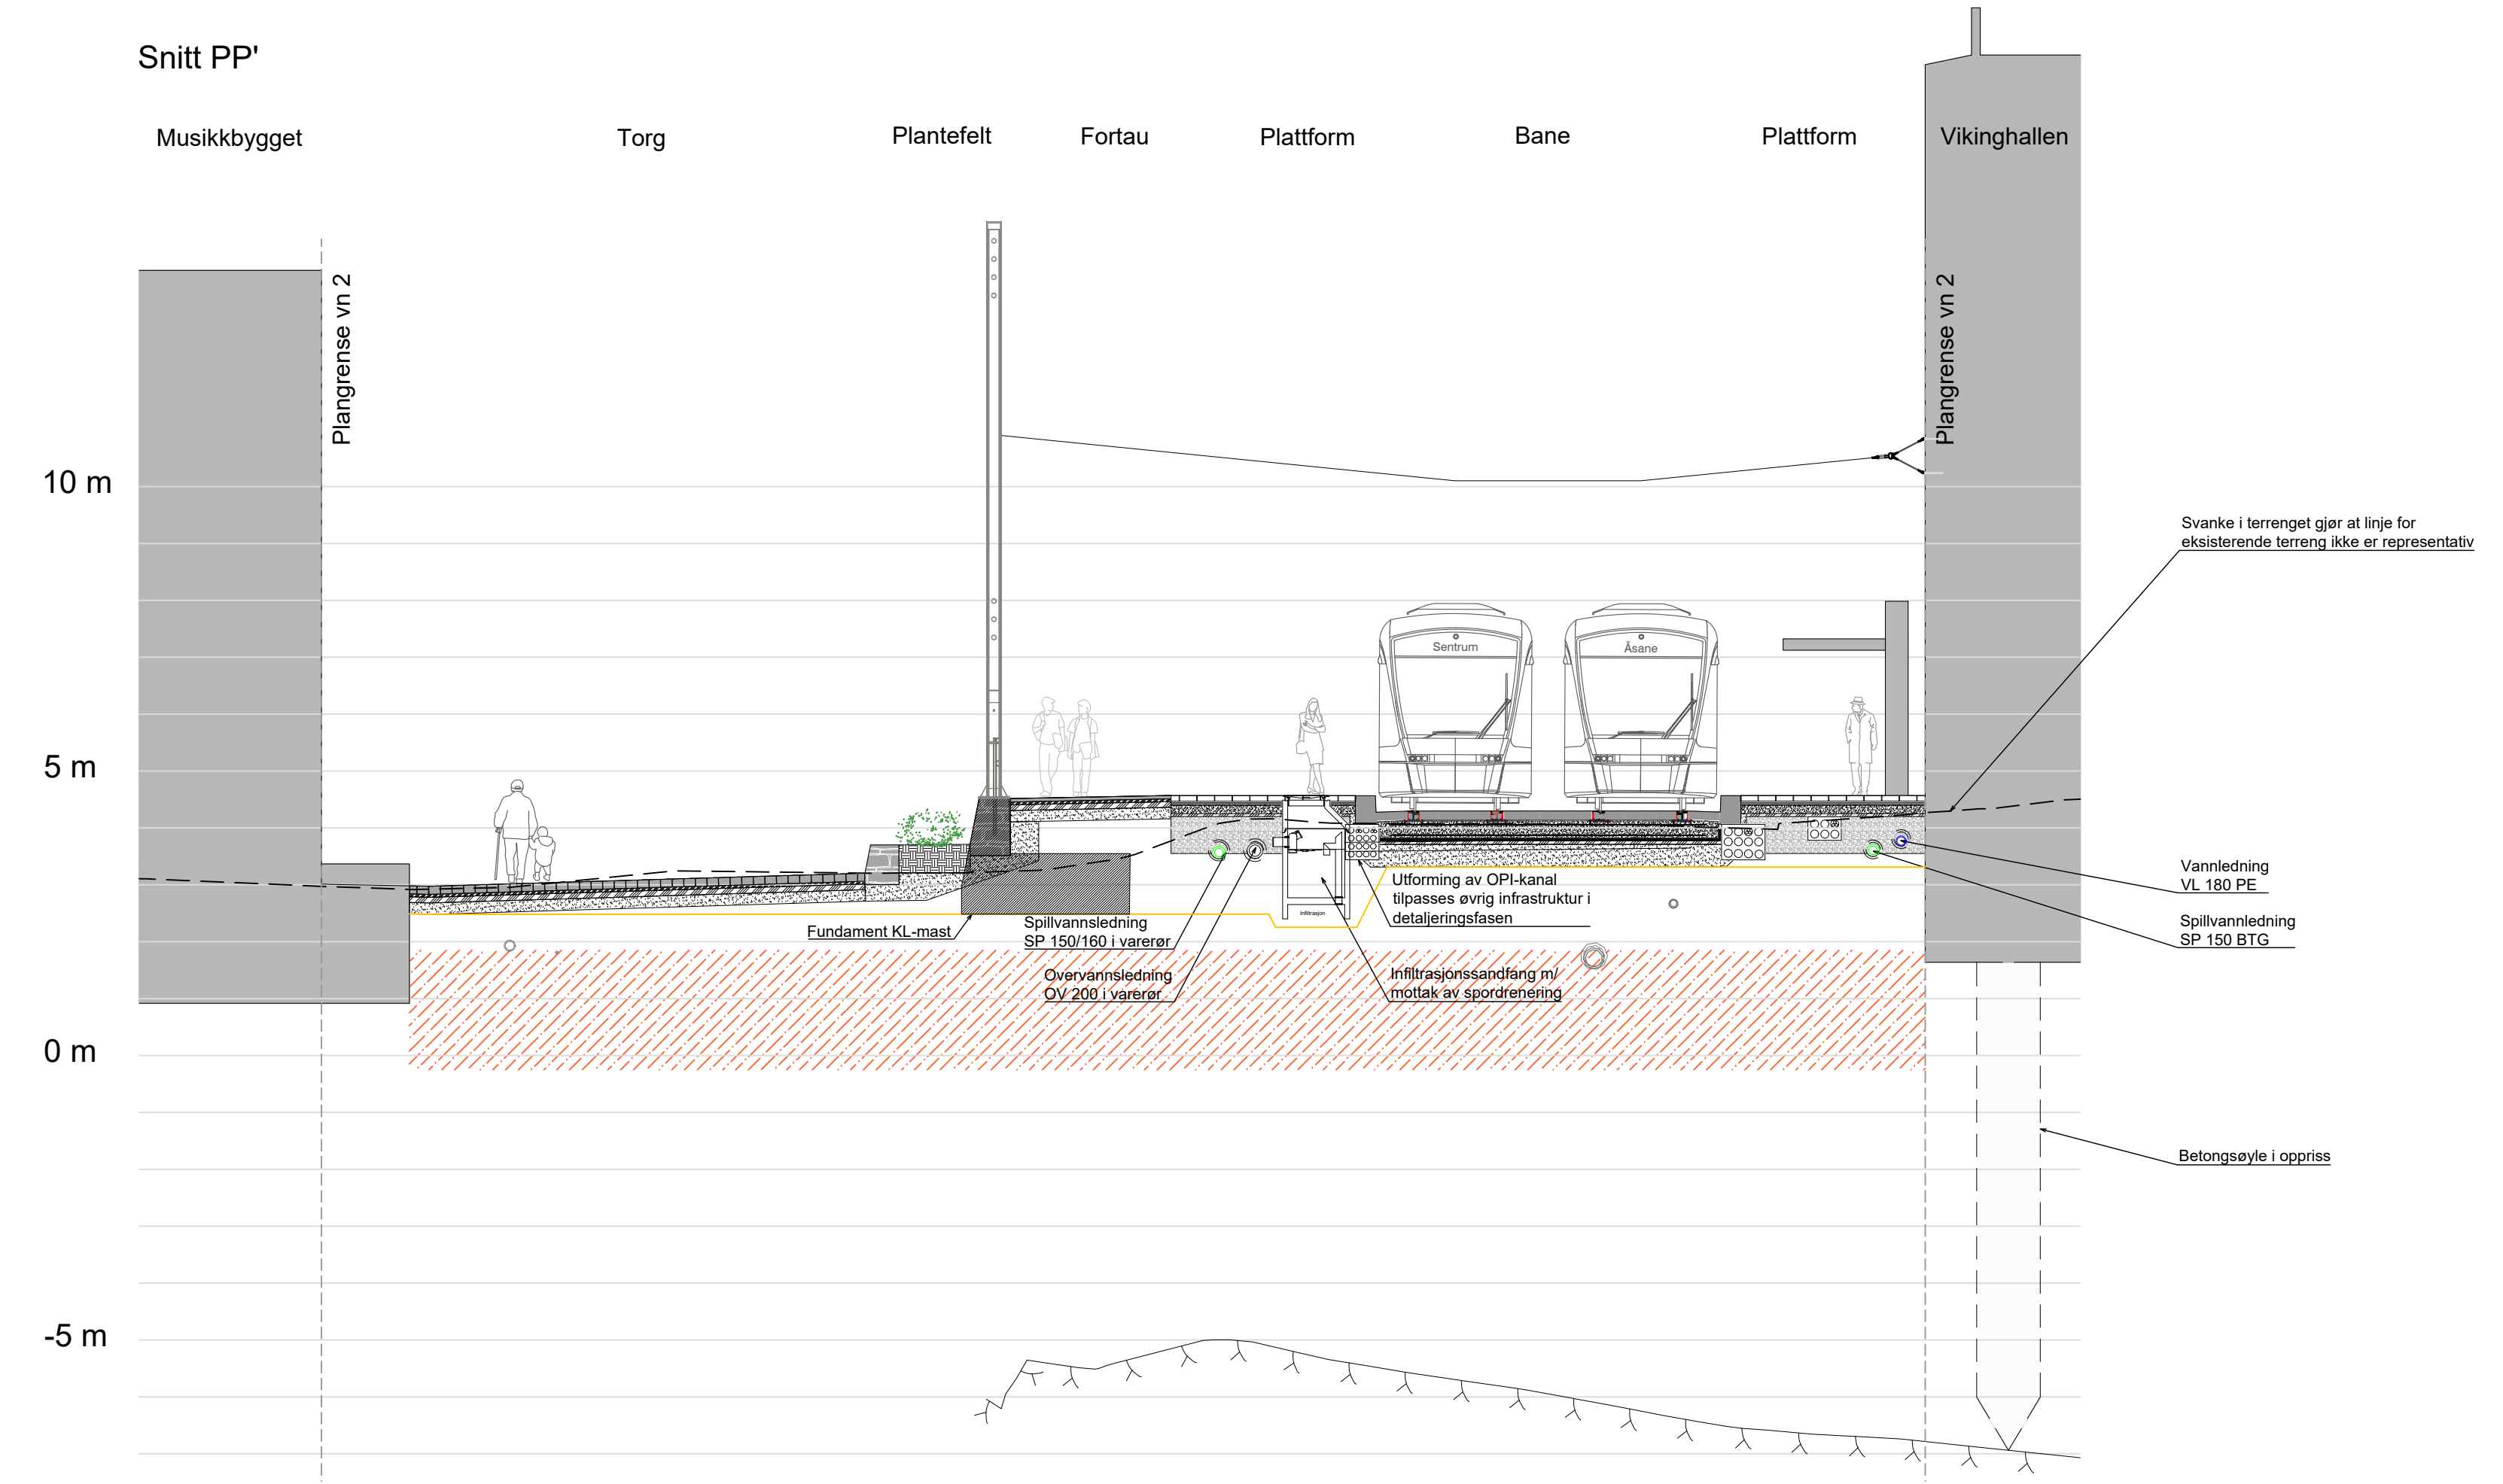 Snitt PP'
Musikkbygget
Torg
Plantefelt
Fortau
Plattform
Bane
Plattform
Vikinghallen
Plangrense vn 2
Plangrense vn 2
10 m
Svanke i terrenget gjør at linje for
eksisterende terreng ikke er representativ
Sentrum
Åsane
5 m
Vannledning
VL 180 PE
Utforming av OPI-kanal
tilpasses øvrig infrastruktur i
detaljeringsfasen
Infiltrasjon
Fundament KL-mast
Spillvannsledning
SP 150/160 i varerør
Spillvannledning
SP 150 BTG
Overvannsledning
OV 200 i varerør
Infiltrasjonssandfang m/
mottak av spordrenering
0 m
Betongsøyle i oppriss
-5 m